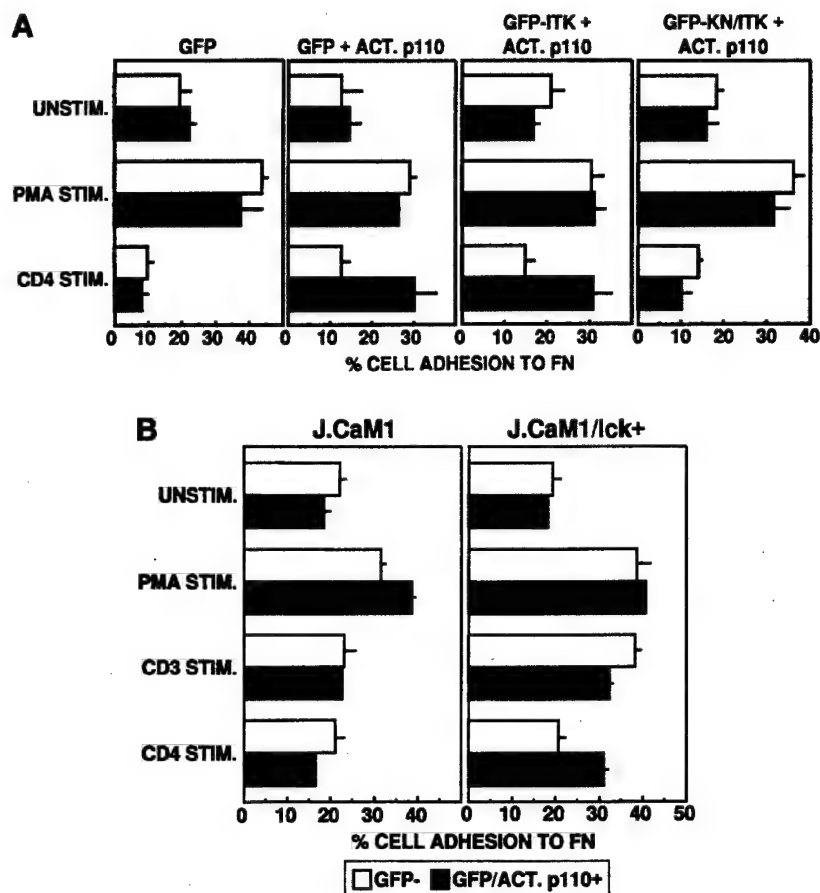 A
GFP
GFP + ACT. p110
GFP-ITK +
ACT. p110
GFP-KN/ITK +
ACT. p110
UNSTIM.
PMA STIM.
CD4 STIM.
0 10 20 30 40
0 10 20 30
0 10 20 30
0 10 20 30 40
% CELL ADHESION TO FN
B
J.CaM1
J.CaM1/lck+
UNSTIM.
PMA STIM.
CD3 STIM.
CD4 STIM.
0 10 20 30 40
0 10 20 30 40 50
% CELL ADHESION TO FN
GFP- GFP/ACT. p110+